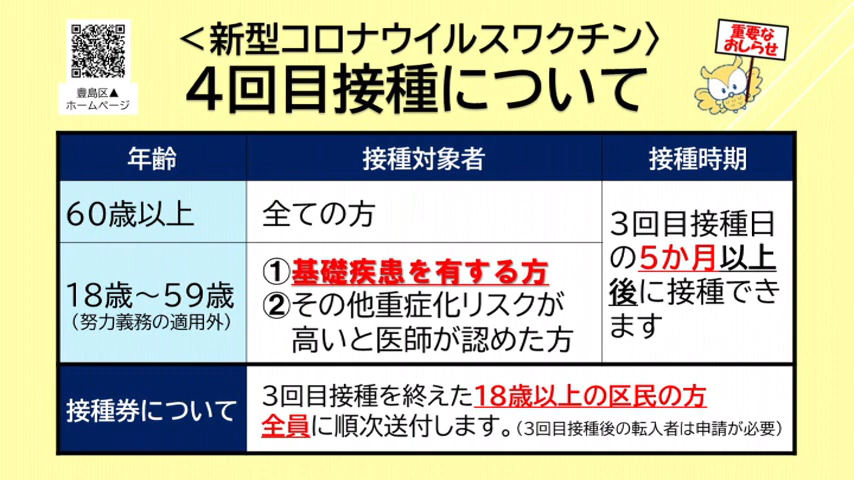 <新型コロナウイルスワクチン〉
4回目接種について
重要な
おしらせ
豊島区▲
ホームページ
年齢
接種対象者
接種時期
60歳以上
全ての方
3回目接種日
の5か月以上
後に接種でき
ます
18歳～59歳
（努力義務の適用外）
①基礎疾患を有する方
②その他重症化リスクが
高いと医師が認めた方
接種券について
3回目接種を終えた18歳以上の区民の方
全員に順次送付します。（3回目接種後の転入者は申請が必要）